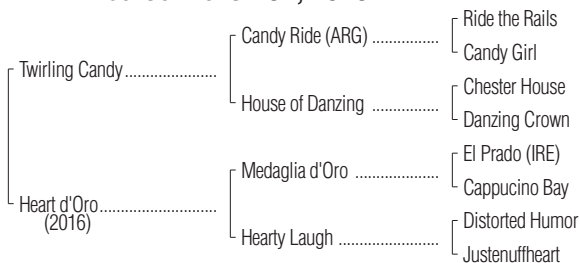 Ride the Rails
Candy Ride (ARG)
Candy Girl
Twirling Candy
Chester House
House of Danzing
Danzing Crown
El Prado (IRE)
Medaglia d'Oro
Cappucino Bay
Heart d'Oro
(2016)
Distorted Humor
Hearty Laugh
Justenuffheart